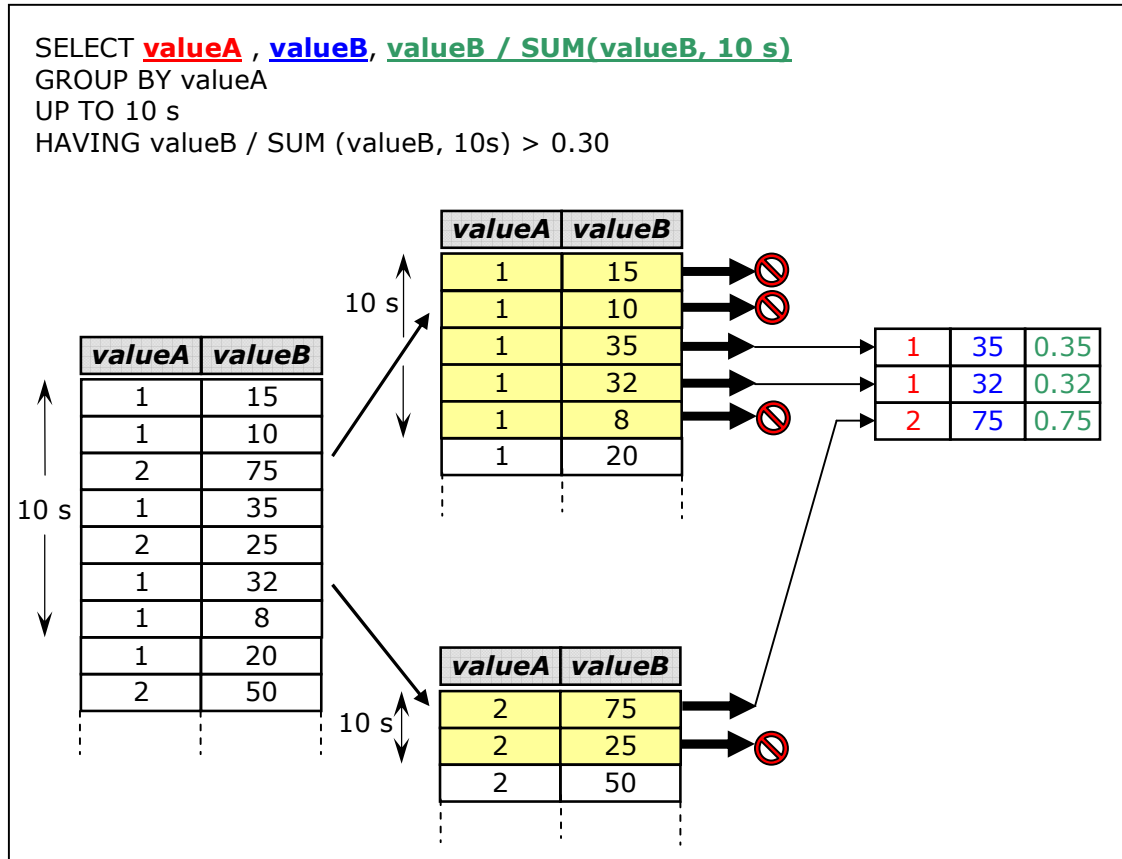 SELECT valueA , valueB, valueB / SUM(valueB, 10 s)
GROUP BY valueA
UP TO 10 s
HAVING valueB / SUM (valueB, 10s) > 0.30
valueA valueB
10 s
1 15
1 10
1 35
1 32
1 8
1 20
valueA valueB
10 s
1 15
1 10
2 75
1 35
2 25
1 32
1 8
1 20
2 50
valueA valueB
10 s
2 75
2 25
2 50
1 35 0.35
1 32 0.32
2 75 0.75